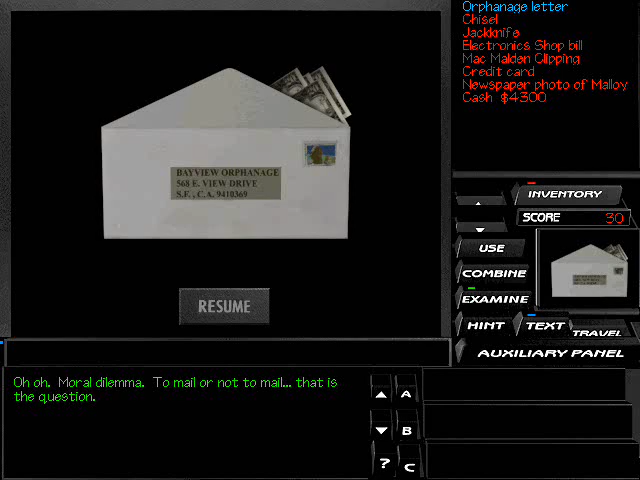 Orphanage letter
Chisel
Jackknife
Electronics Shop bill
Mac Malden Clipping
Credit card
Newspaper photo of Malloy
Cash $4300
BAYVIEW ORPHANAGE
568 E. VIEW DRIVE
S.F., C.A. 9410369
RESUME
INVENTORY
SCORE 30
USE
COMBINE
EXAMINE
HINT TEXT TRAVEL
AUXILIARY PANEL
Oh oh. Moral dilemma. To mail or not to mail... that is
the question.
A
B
? C